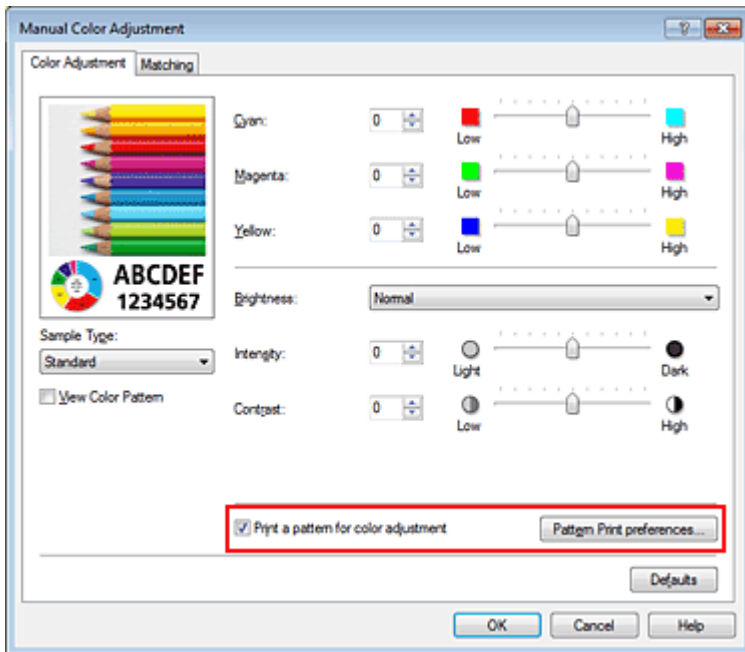 Manual Color Adjustment
Color Adjustment Matching
Cyan: 0 Low High
Magenta: 0 Low High
Yellow: 0 Low High
ABCDEF
1234567
Brightness: Normal
Sample Type:
Standard
Intensity: 0 Light Dark
View Color Pattern
Contrast: 0 Low High
Print a pattern for color adjustment Pattern Print preferences...
Defaults
OK Cancel Help